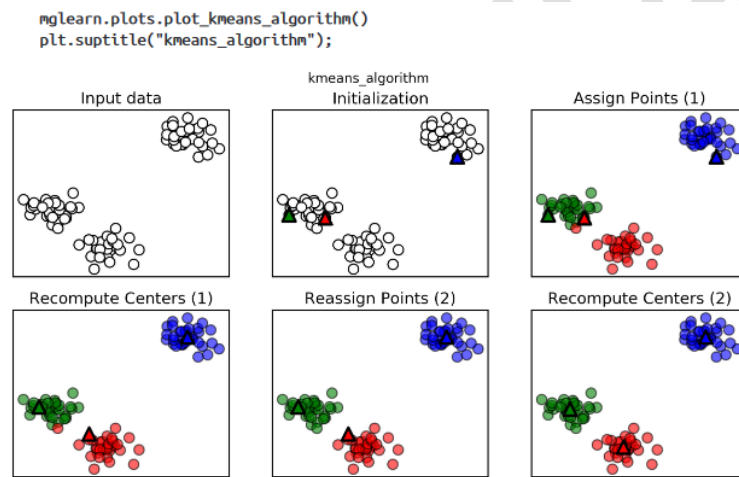 mglearn.plots.plot_kmeans_algorithm()
plt.suptitle("kmeans_algorithm");
kmeans_algorithm
Input data
Initialization
Assign Points (1)
Recompute Centers (1)
Reassign Points (2)
Recompute Centers (2)